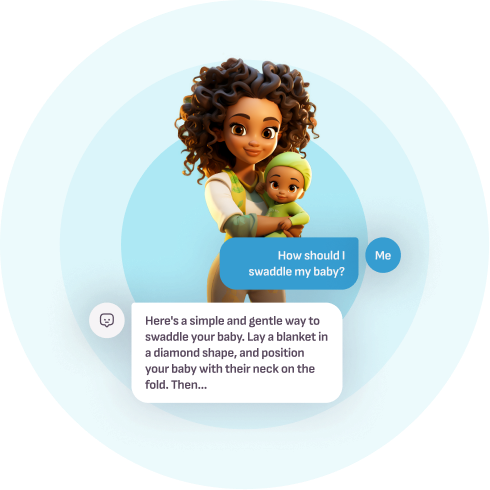 How should I
swaddle my baby?
Me
Here's a simple and gentle way to
swaddle your baby. Lay a blanket in
a diamond shape, and position
your baby with their neck on the
fold. Then...